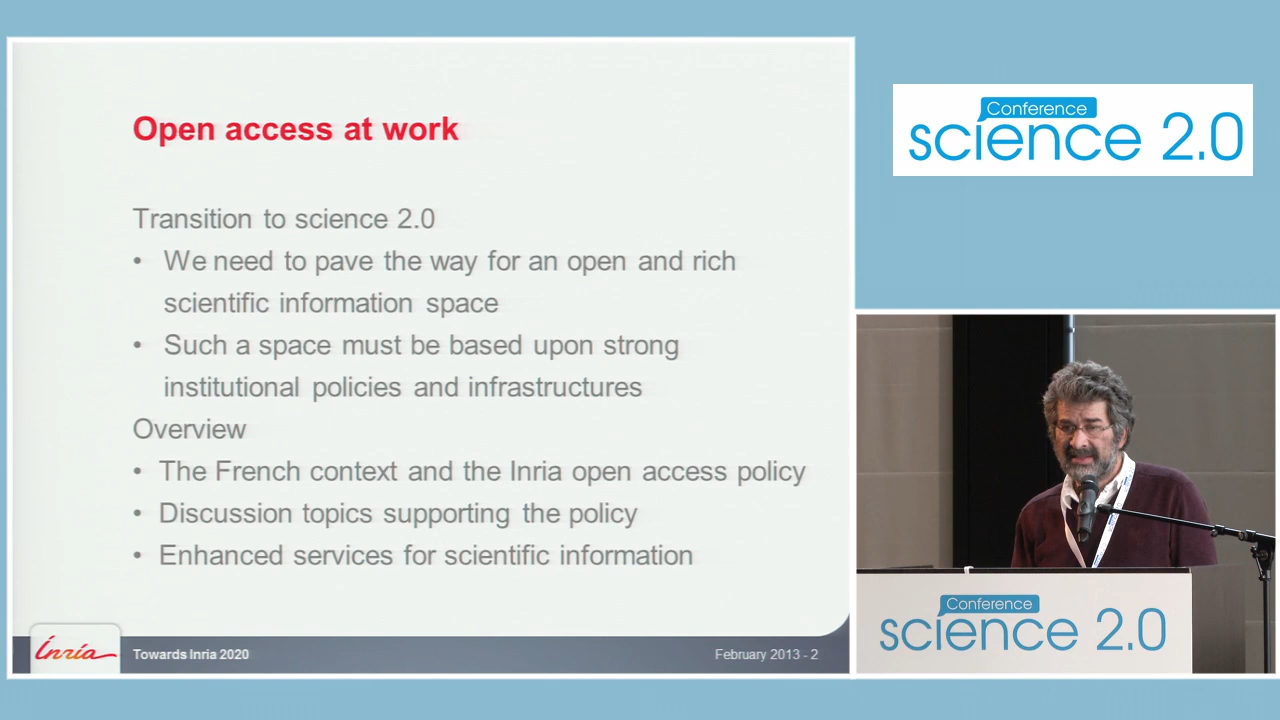 Open access at work
Transition to science 2.0
• We need to pave the way for an open and rich
scientific information space
• Such a space must be based upon strong
institutional policies and infrastructures
Overview
• The French context and the Inria open access policy
• Discussion topics supporting the policy
• Enhanced services for scientific information
Inria
Towards Inria 2020
February 2013 - 2
Conference
science 2.0
Conference
science 2.0